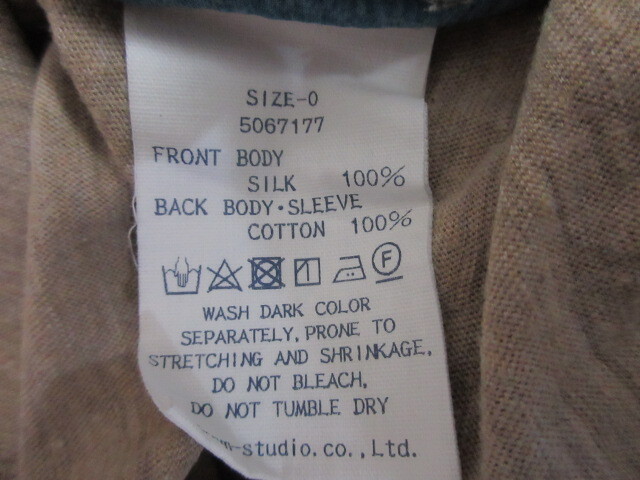 SIZE-0
5067177
FRONT BODY
SILK 100%
BACK BODY・SLEEVE
COTTON 100%
F
WASH DARK COLOR
SEPARATELY, PRONE TO
STRETCHING AND SHRINKAGE.
DO NOT BLEACH.
DO NOT TUMBLE DRY
-studio.co.,Ltd.